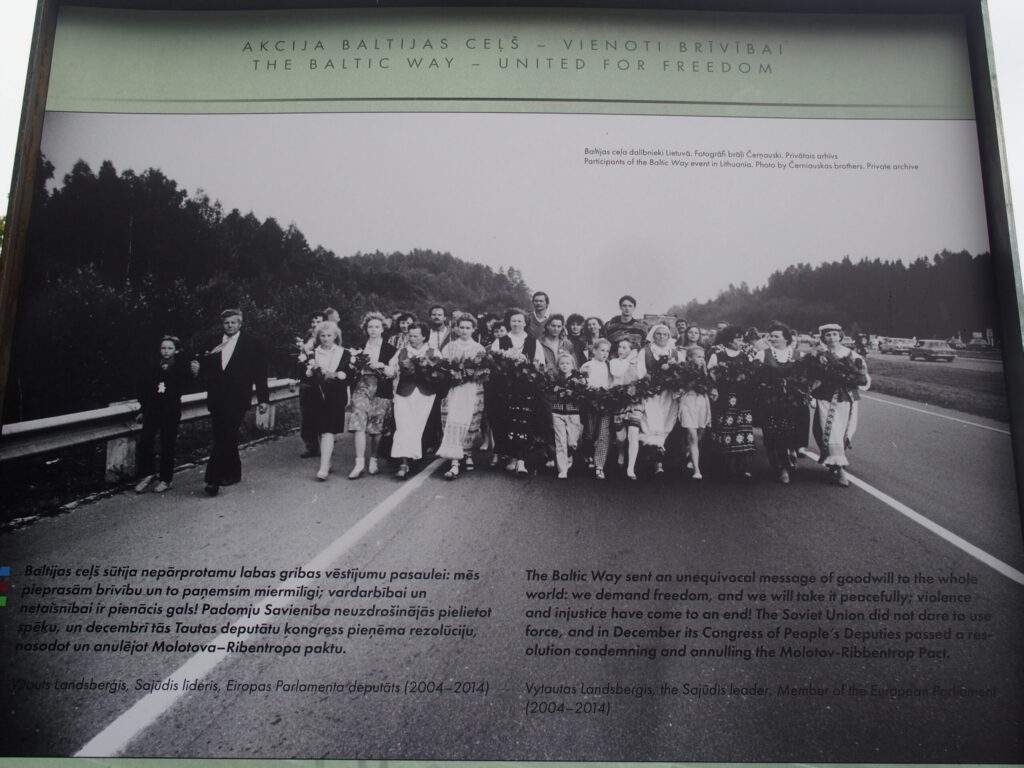 AKCIJA BALTIJAS CEĻŠ – VIENOTI BRĪVĪBAI
THE BALTIC WAY – UNITED FOR FREEDOM
Baltijas ceļa dalībnieki Lietuvā. Fotogrāfi brāļi Černauski. Privātais arhīvs
Participants of the Baltic Way event in Lithuania. Photo by Černiauskas brothers. Private archive
Baltijas ceļš sūtīja nepārprotamu labas gribas vēstījumu pasaulei: mēs
pieprasām brīvību un to paņemsim miermīlīgi; vardarbībai un
netaisnībai ir pienācis gals! Padomju Savienība neuzdrošinājās pielietot
spēku, un decembrī tās Tautas deputātu kongress pieņēma rezolūciju,
nosodot un anulējot Molotova–Ribentropa paktu.
Vitauts Landsberģis, Sajūdis līderis, Eiropas Parlamenta deputāts (2004–2014)
The Baltic Way sent an unequivocal message of goodwill to the whole
world: we demand freedom, and we will take it peacefully; violence
and injustice have come to an end! The Soviet Union did not dare to use
force, and in December its Congress of People's Deputies passed a res-
olution condemning and annulling the Molotov-Ribbentrop Pact.
Vytautas Landsbergis, the Sajūdis leader, Member of the European Parliament
(2004–2014)